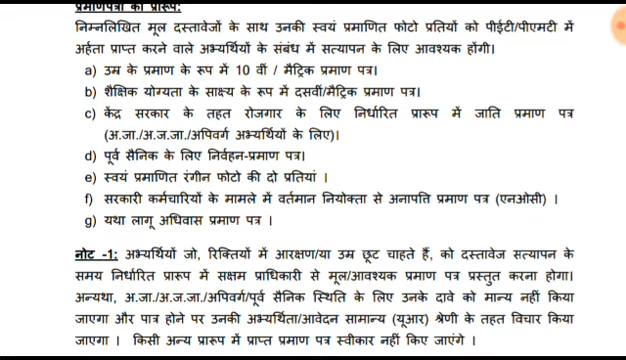 प्रमाणपत्रों का प्रारूप:
निम्नलिखित मूल दस्तावेजों के साथ उनकी स्वयं प्रमाणित फोटो प्रतियों को पीईटी/पीएमटी में
अर्हता प्राप्त करने वाले अभ्यर्थियों के संबंध में सत्यापन के लिए आवश्यक होंगी।
a) उम्र के प्रमाण के रूप में 10 वीं / मैट्रिक प्रमाण पत्र।
b) शैक्षिक योग्यता के साक्ष्य के रूप में दसवीं/मैट्रिक प्रमाण पत्र।
c) केंद्र सरकार के तहत रोजगार के लिए निर्धारित प्रारूप में जाति प्रमाण पत्र
(अ.जा./अ.ज.जा./अपिवर्ग अभ्यर्थियों के लिए)।
d) पूर्व सैनिक के लिए निर्वहन-प्रमाण पत्र।
e) स्वयं प्रमाणित रंगीन फोटो की दो प्रतियां ।
f) सरकारी कर्मचारियों के मामले में वर्तमान नियोक्ता से अनापत्ति प्रमाण पत्र (एनओसी) ।
g) यथा लागू अधिवास प्रमाण पत्र ।
नोट -1: अभ्यर्थियों जो, रिक्तियों में आरक्षण/या उम्र छूट चाहते हैं, को दस्तावेज सत्यापन के
समय निर्धारित प्रारूप में सक्षम प्राधिकारी से मूल/आवश्यक प्रमाण पत्र प्रस्तुत करना होगा।
अन्यथा, अ.जा./अ.ज.जा./अपिवर्ग/पूर्व सैनिक स्थिति के लिए उनके दावे को मान्य नहीं किया
जाएगा और पात्र होने पर उनकी अभ्यर्थिता/आवेदन सामान्य (यूआर) श्रेणी के तहत विचार किया
जाएगा । किसी अन्य प्रारूप में प्राप्त प्रमाण पत्र स्वीकार नहीं किए जाएंगे ।